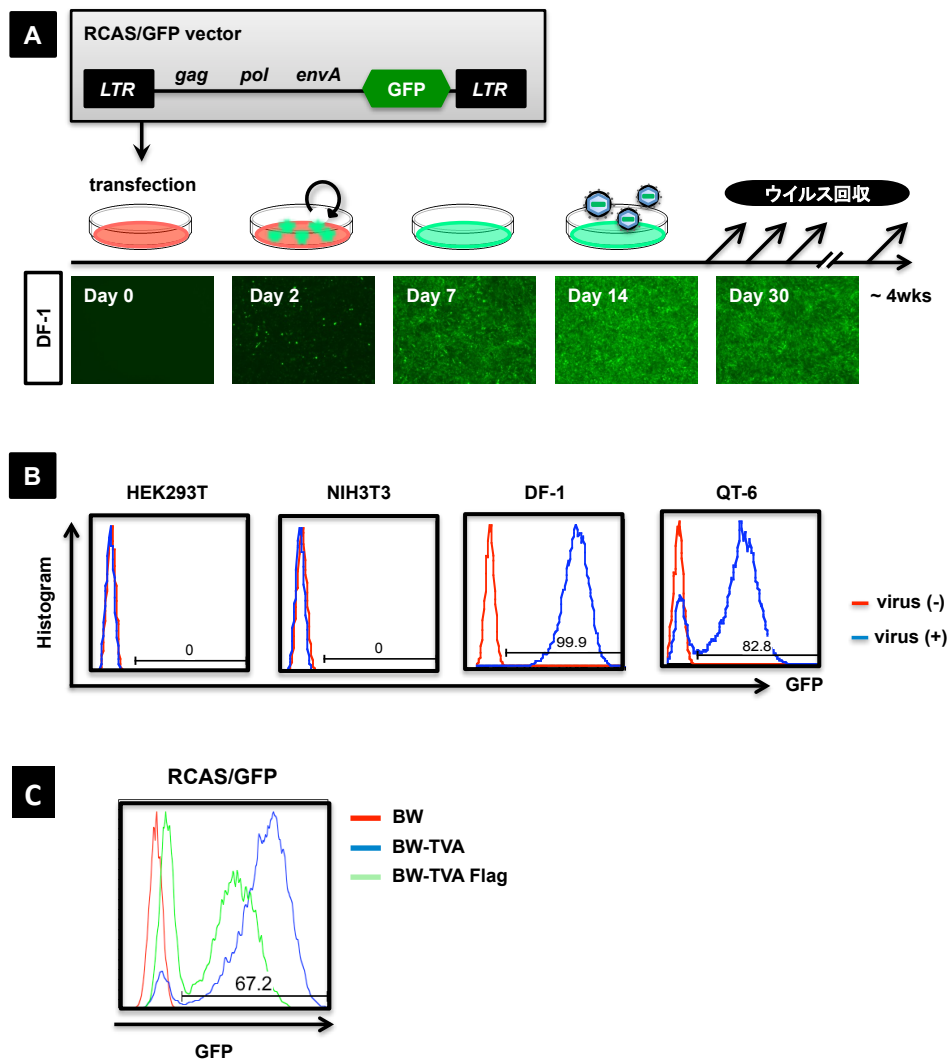 A
RCAS/GFP vector
gag pol envA
LTR GFP LTR
transfection
ウイルス回収
DF-1
Day 0 Day 2 Day 7 Day 14 Day 30 ~ 4wks
B
HEK293T NIH3T3 DF-1 QT-6
Histogram
0 0 99.9 82.8
virus (-)
virus (+)
GFP
C
RCAS/GFP
BW
BW-TVA
BW-TVA Flag
67.2
GFP